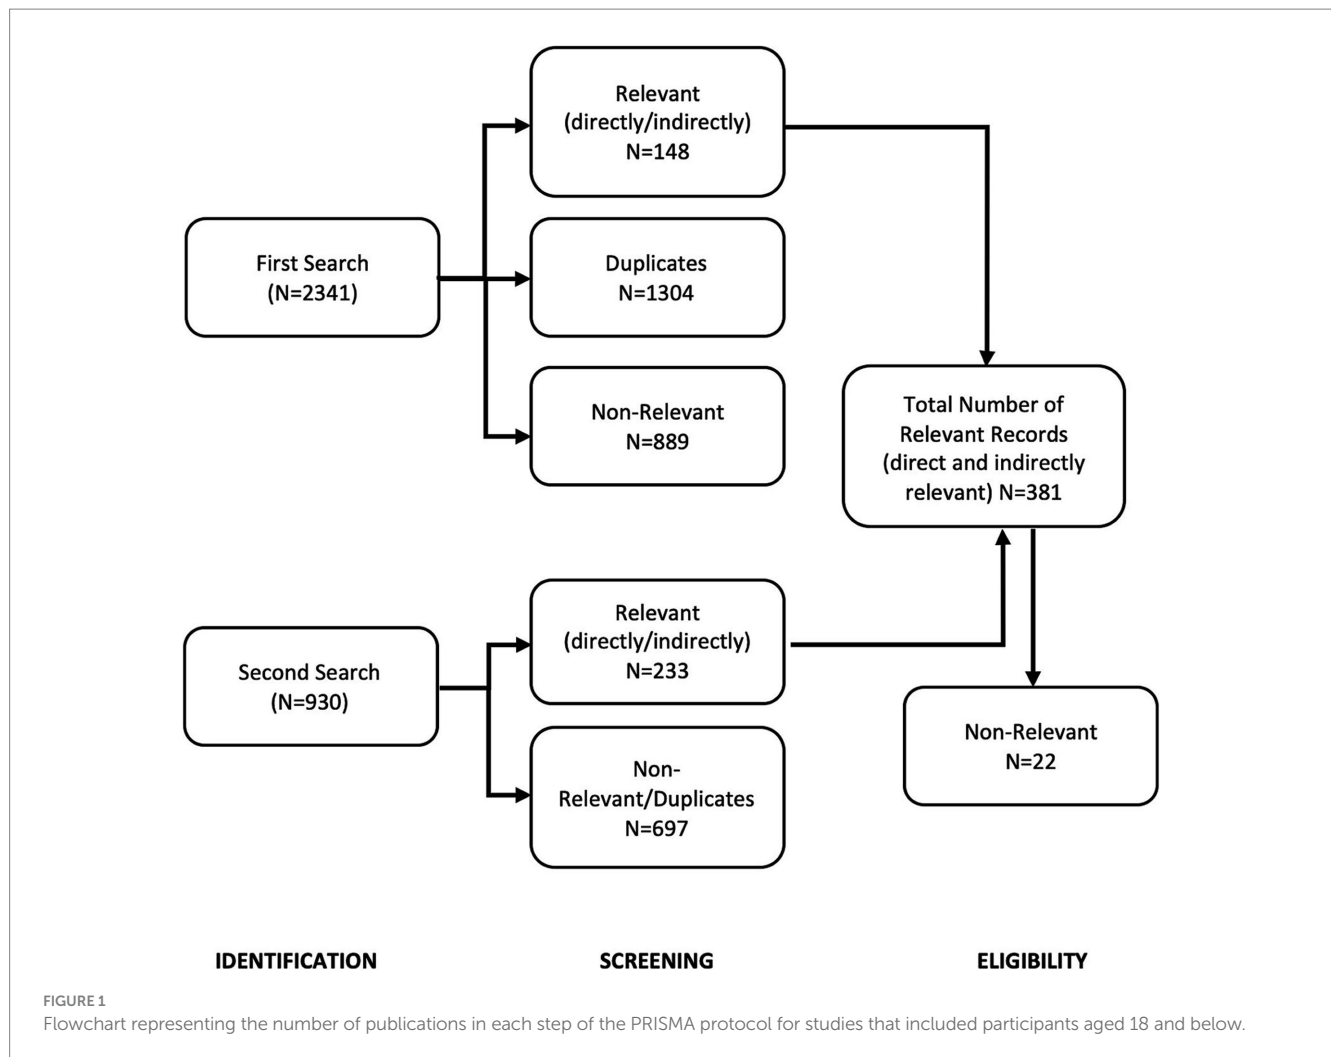 Relevant
(directly/indirectly)
N=148
First Search
(N=2341)
Duplicates
N=1304
Non-Relevant
N=889
Total Number of
Relevant Records
(direct and indirectly
relevant) N=381
Second Search
(N=930)
Relevant
(directly/indirectly)
N=233
Non-
Relevant/Duplicates
N=697
Non-Relevant
N=22
IDENTIFICATION
SCREENING
ELIGIBILITY
FIGURE 1
Flowchart representing the number of publications in each step of the PRISMA protocol for studies that included participants aged 18 and below.